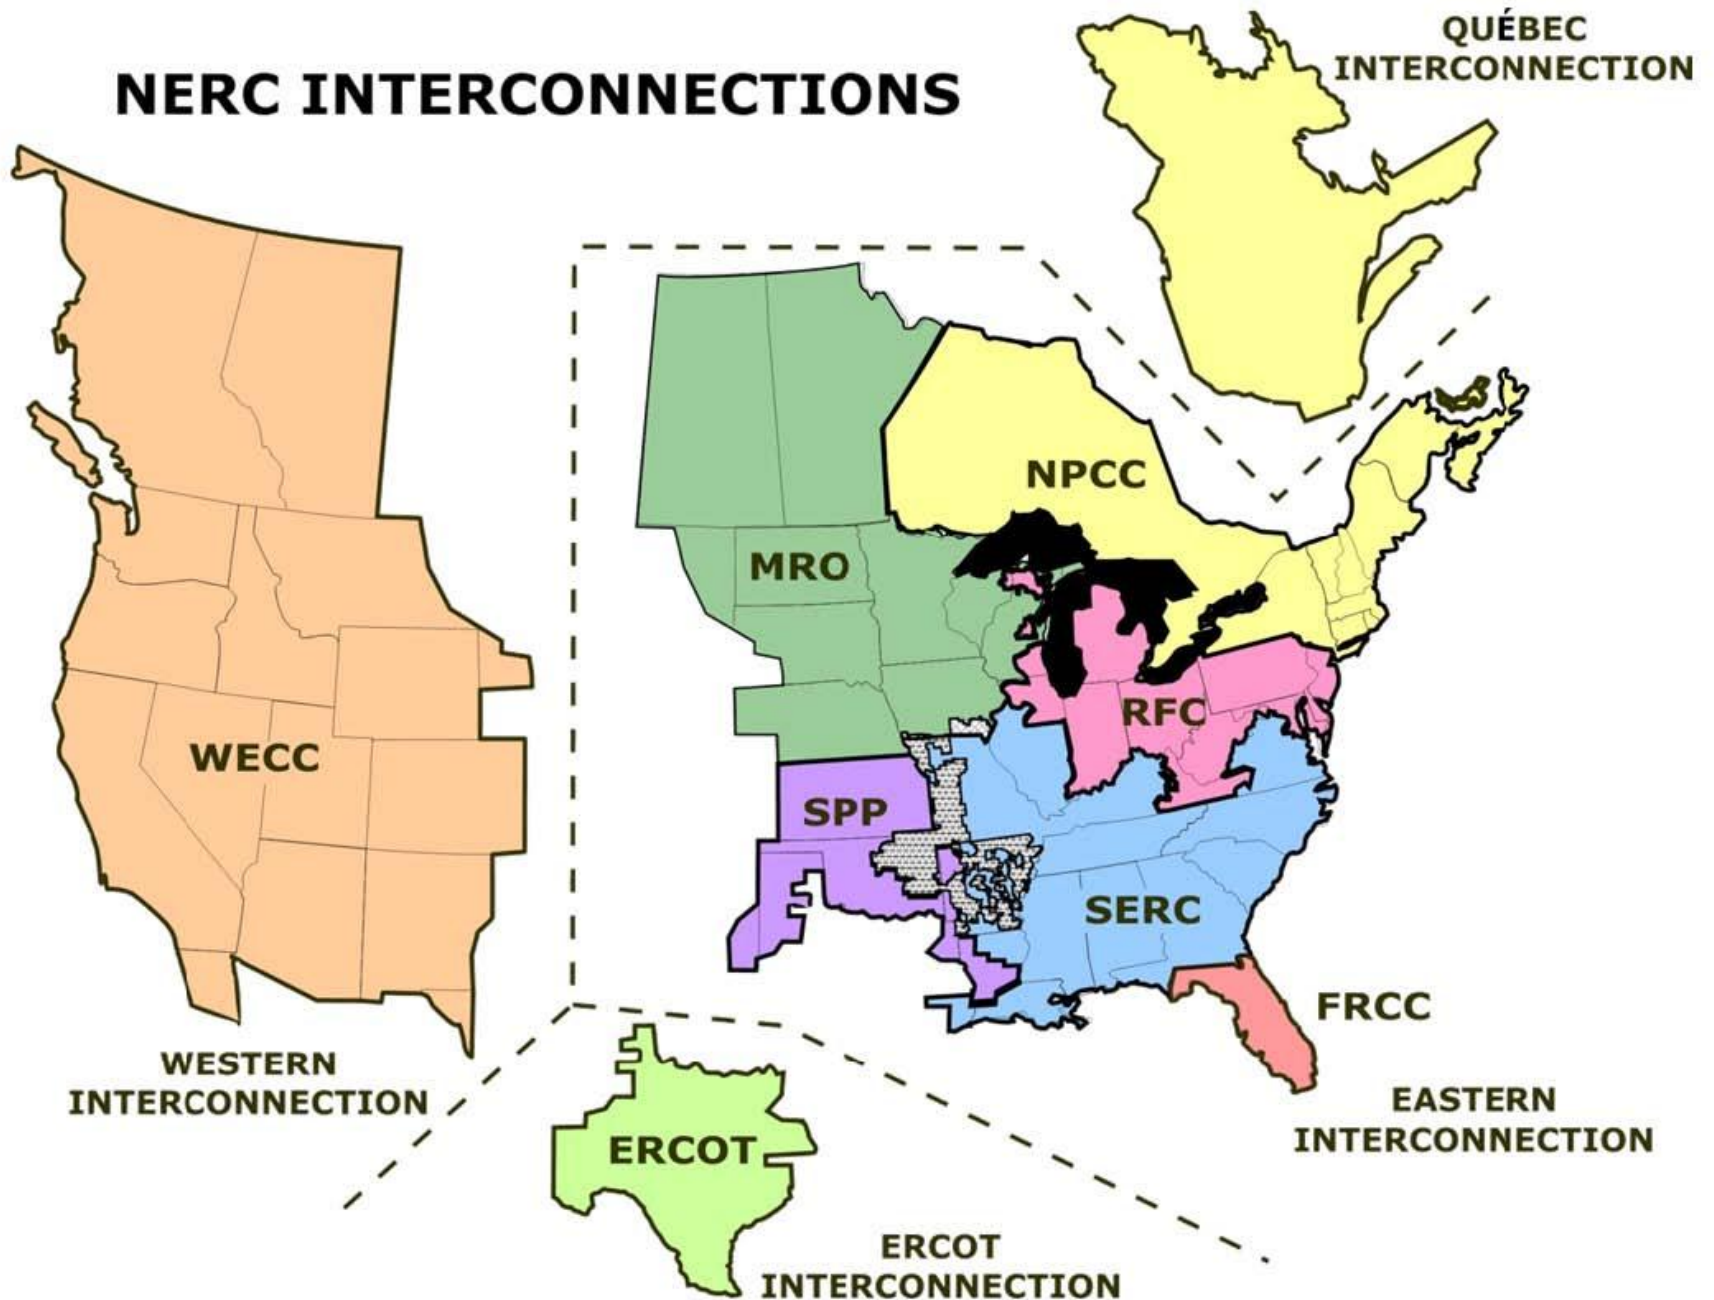 NERC INTERCONNECTIONS
QUÉBEC
INTERCONNECTION
NPCC
MRO
RFC
WECC
SPP
SERC
FRCC
WESTERN
INTERCONNECTION
EASTERN
INTERCONNECTION
ERCOT
ERCOT
INTERCONNECTION